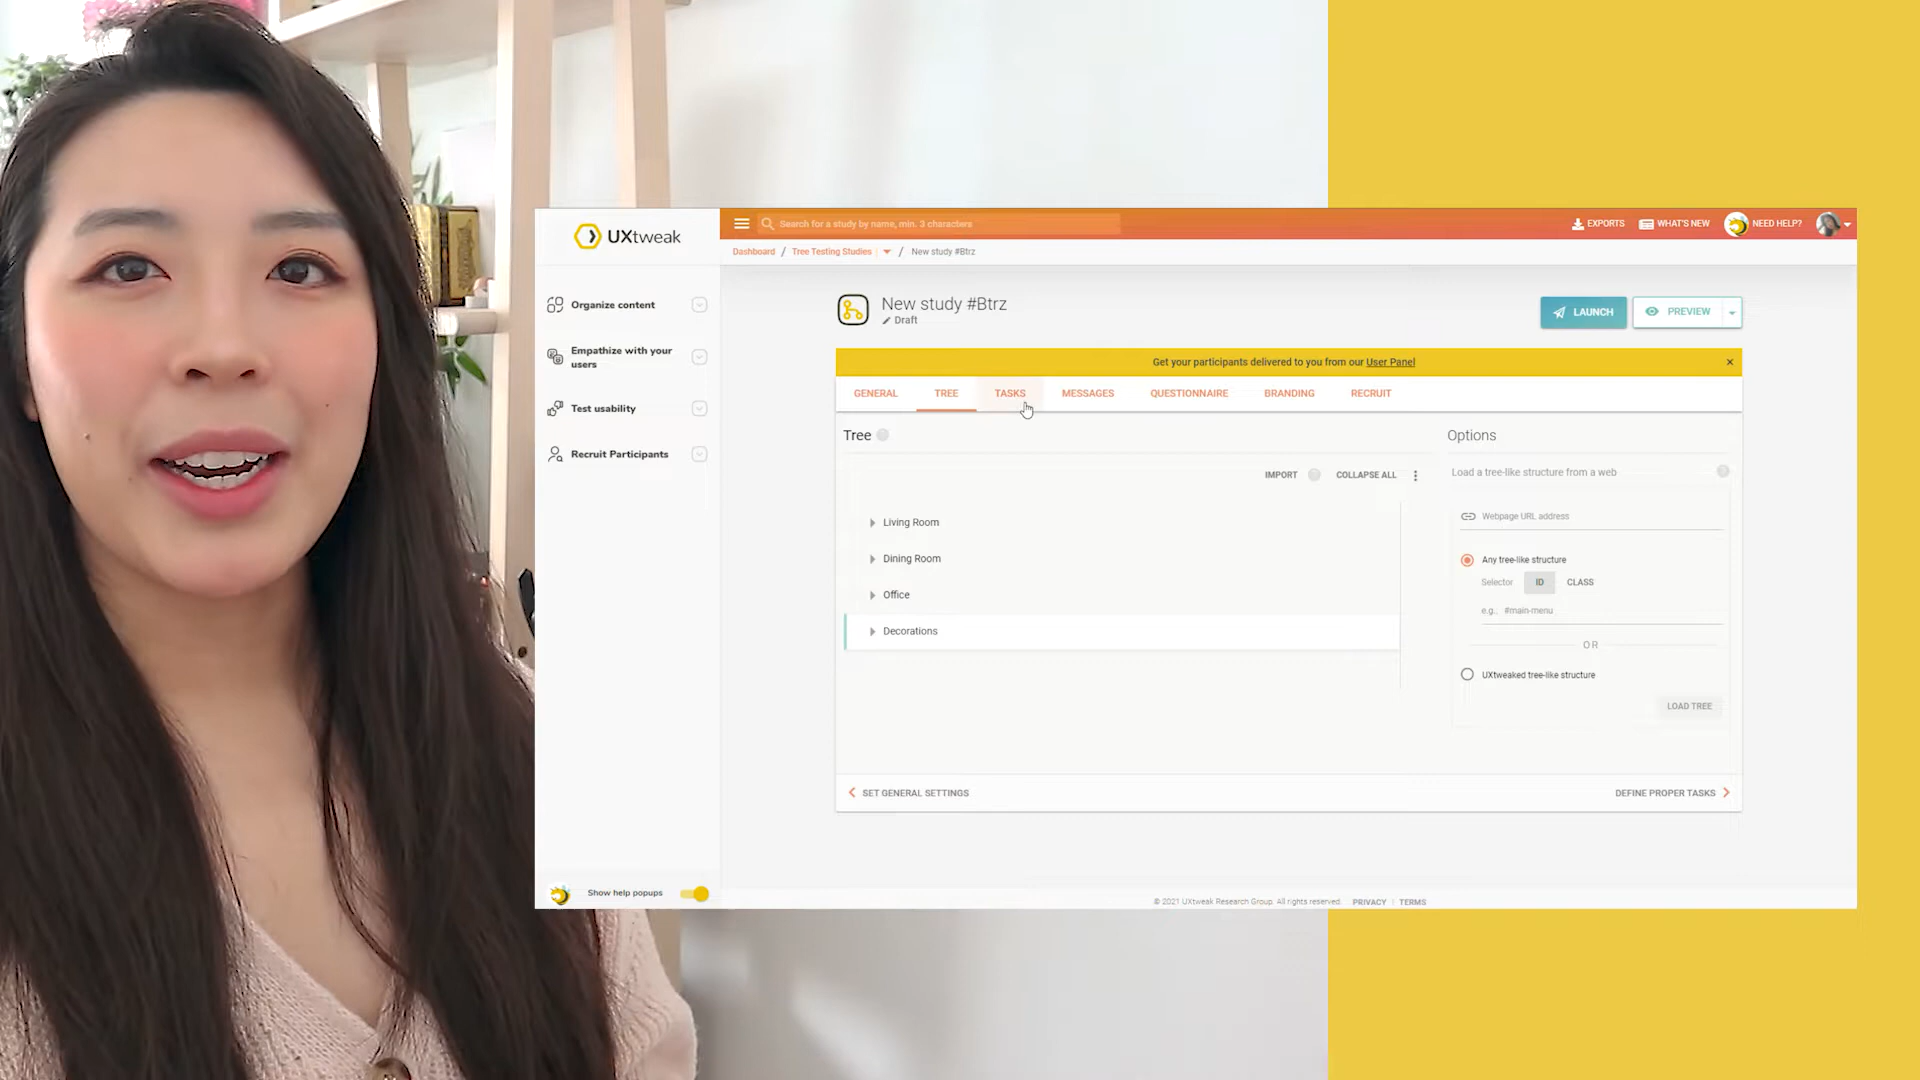 UXtweak
Search for a study by name, min. 3 characters
EXPORTS
WHAT'S NEW
NEED HELP?
Dashboard / Tree Testing Studies / New study #Btrz
Organize content
Empathize with your
users
Test usability
Recruit Participants
New study #Btrz
Draft
LAUNCH
PREVIEW
Get your participants delivered to you from our User Panel
GENERAL
TREE
TASKS
MESSAGES
QUESTIONNAIRE
BRANDING
RECRUIT
Tree
IMPORT
COLLAPSE ALL
Living Room
Dining Room
Office
Decorations
Options
Load a tree-like structure from a web
Webpage URL address
Any tree-like structure
Selector ID CLASS
e.g.: #main-menu
OR
UXtweaked tree-like structure
LOAD TREE
SET GENERAL SETTINGS
DEFINE PROPER TASKS
Show help popups
© 2021 UXtweak Research Group. All rights reserved. PRIVACY | TERMS